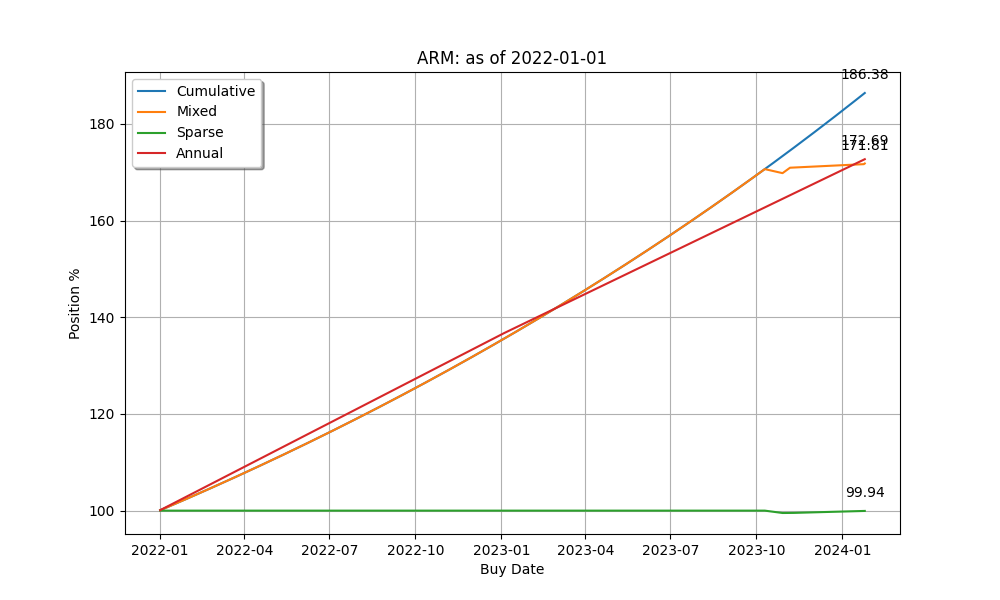 ARM: as of 2022-01-01
186.38
Cumulative
Mixed
Sparse
Annual
172.69
171.81
99.94
180
160
140
120
100
Position %
2022-01
2022-04
2022-07
2022-10
2023-01
2023-04
2023-07
2023-10
2024-01
Buy Date